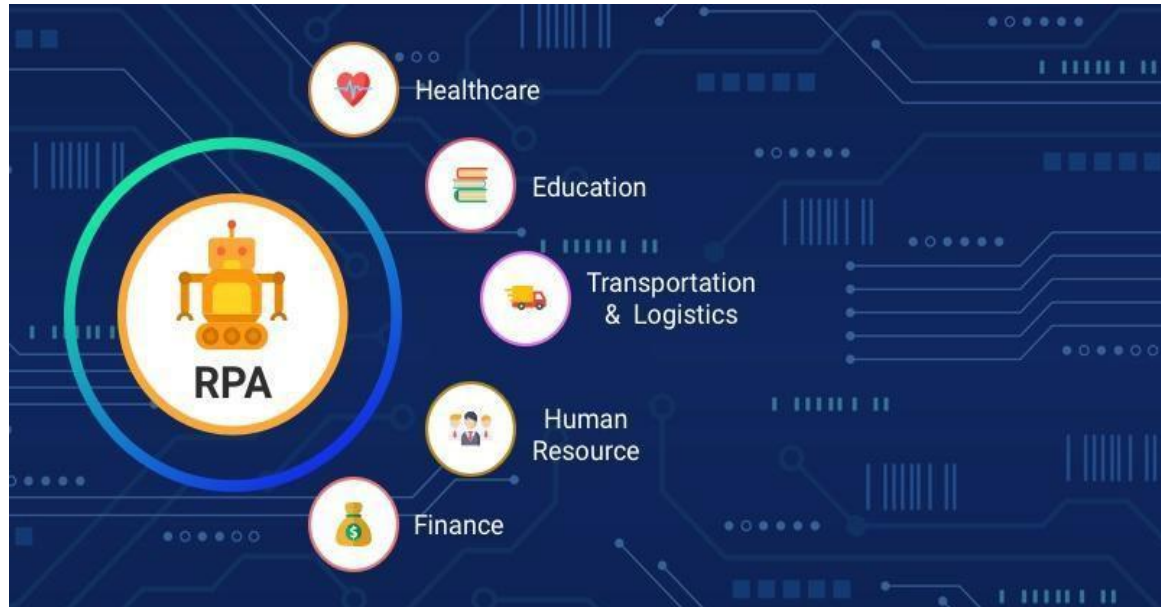 Healthcare
Education
Transportation
& Logistics
RPA
Human
Resource
Finance
$